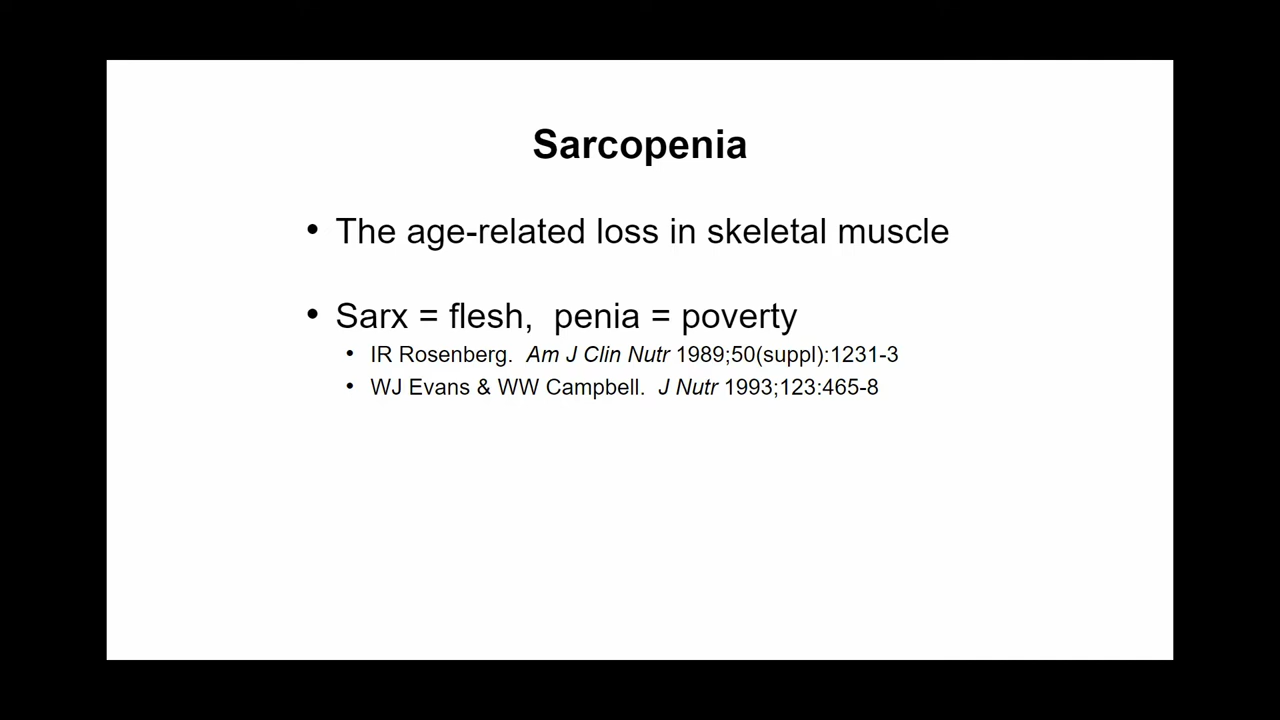 Sarcopenia
• The age-related loss in skeletal muscle
• Sarx = flesh,  penia = poverty
• IR Rosenberg.  Am J Clin Nutr 1989;50(suppl):1231-3
• WJ Evans & WW Campbell.  J Nutr 1993;123:465-8